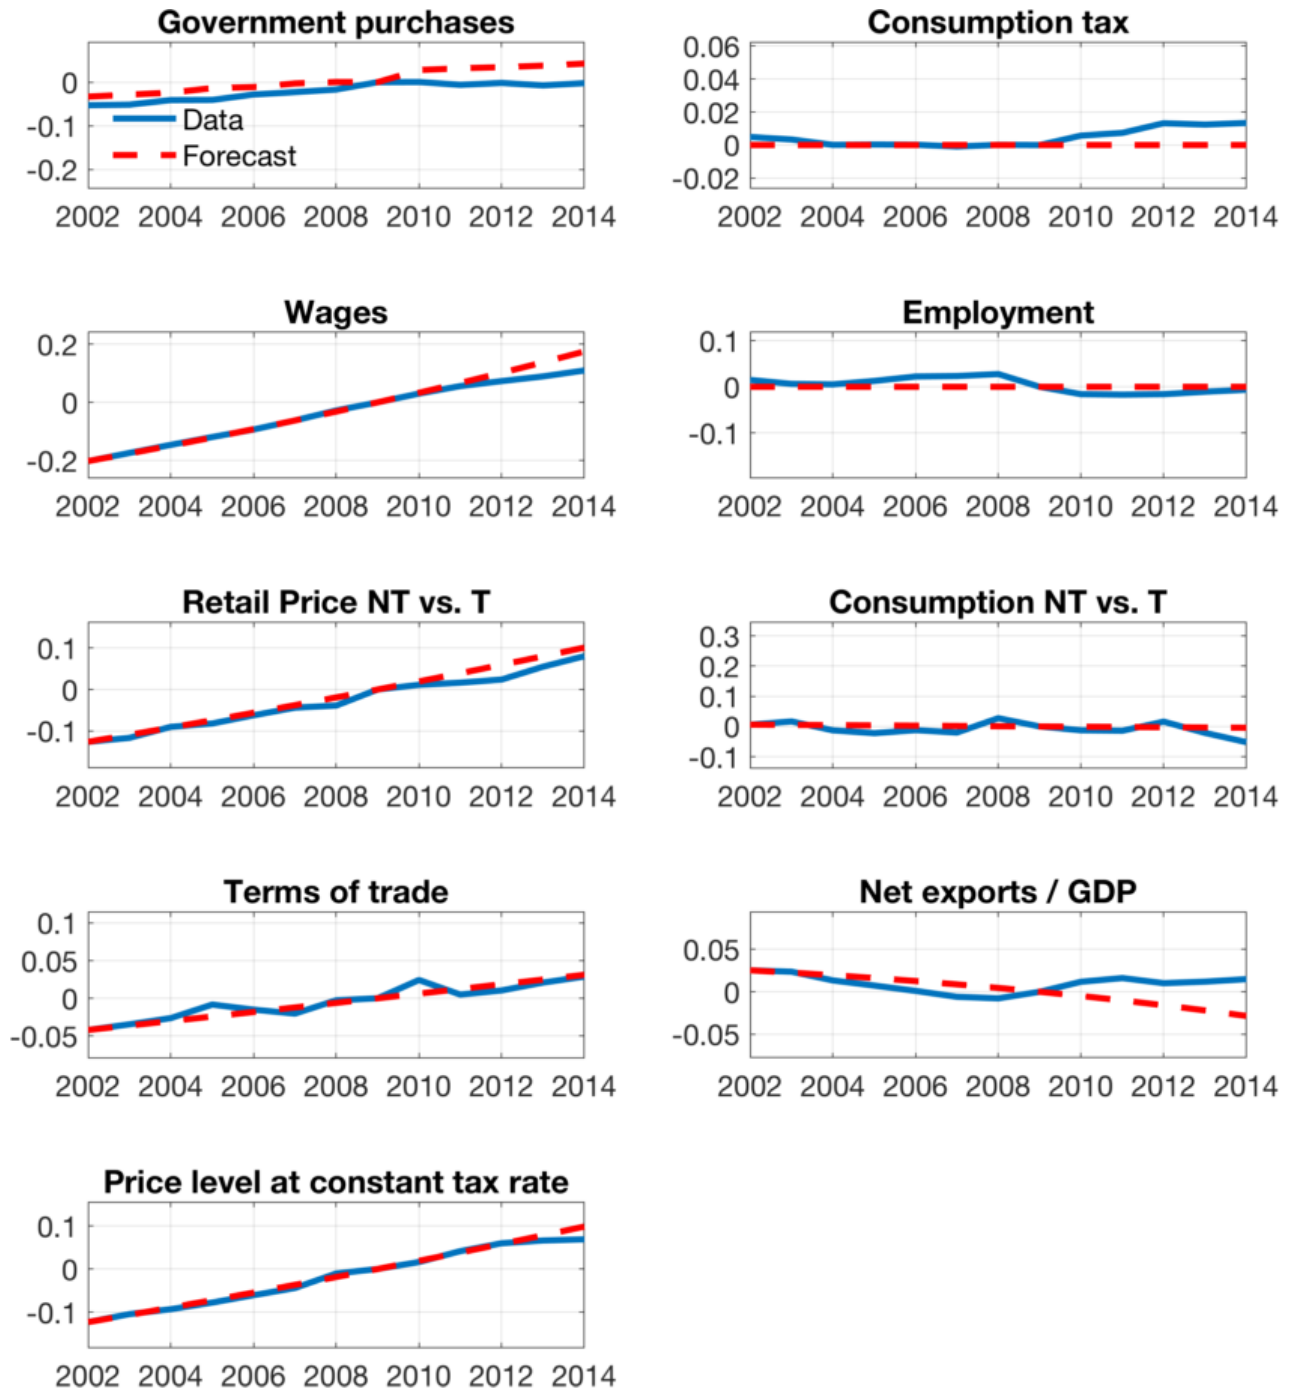 Government purchases
0
-0.1
-0.2
Data
Forecast
2002 2004 2006 2008 2010 2012 2014
Consumption tax
0.06
0.04
0.02
0
-0.02
2002 2004 2006 2008 2010 2012 2014
Wages
0.2
0
-0.2
2002 2004 2006 2008 2010 2012 2014
Employment
0.1
0
-0.1
2002 2004 2006 2008 2010 2012 2014
Retail Price NT vs. T
0.1
0
-0.1
2002 2004 2006 2008 2010 2012 2014
Consumption NT vs. T
0.3
0.2
0.1
0
-0.1
2002 2004 2006 2008 2010 2012 2014
Terms of trade
0.1
0.05
0
-0.05
2002 2004 2006 2008 2010 2012 2014
Net exports / GDP
0.05
0
-0.05
2002 2004 2006 2008 2010 2012 2014
Price level at constant tax rate
0.1
0
-0.1
2002 2004 2006 2008 2010 2012 2014